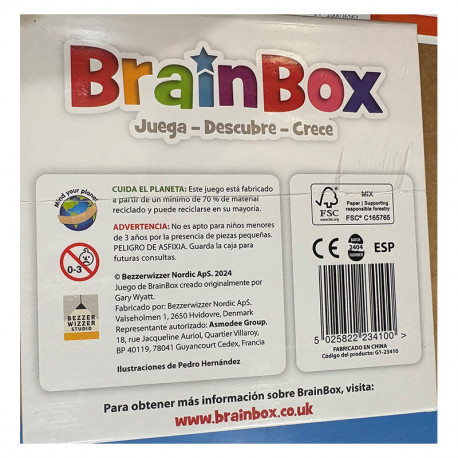 BrainBox
Juega – Descubre – Crece
Mind your planet!
CUIDA EL PLANETA: Este juego está fabricado
a partir de un mínimo de 70 % de material
reciclado y puede reciclarse en su mayoría.
ADVERTENCIA: No es apto para niños menores
de 3 años por la presencia de piezas pequeñas.
PELIGRO DE ASFIXIA. Guarda la caja para
futuras consultas.
0-3
© Bezzerwizzer Nordic ApS. 2024
Juego de BrainBox creado originalmente por
Gary Wyatt.
Fabricado por: Bezzerwizzer Nordic ApS.
Valseholmen 1, 2650 Hvidovre, Denmark
Representante autorizado: Asmodee Group,
18, rue Jacqueline Auriol, Quartier Villaroy,
BP 40119, 78041 Guyancourt Cedex, Francia
Ilustraciones de Pedro Hernández
BEZZER
WIZZER
STUDIO
FSC
www.fsc.org
MIX
Paper | Supporting
responsible forestry
FSC® C165765
CE
BATCH
2404
NUMBER
ESP
5 025822 234100 >
FABRICADO EN CHINA
Código del producto: G1-23410
Para obtener más información sobre BrainBox, visita:
www.brainbox.co.uk